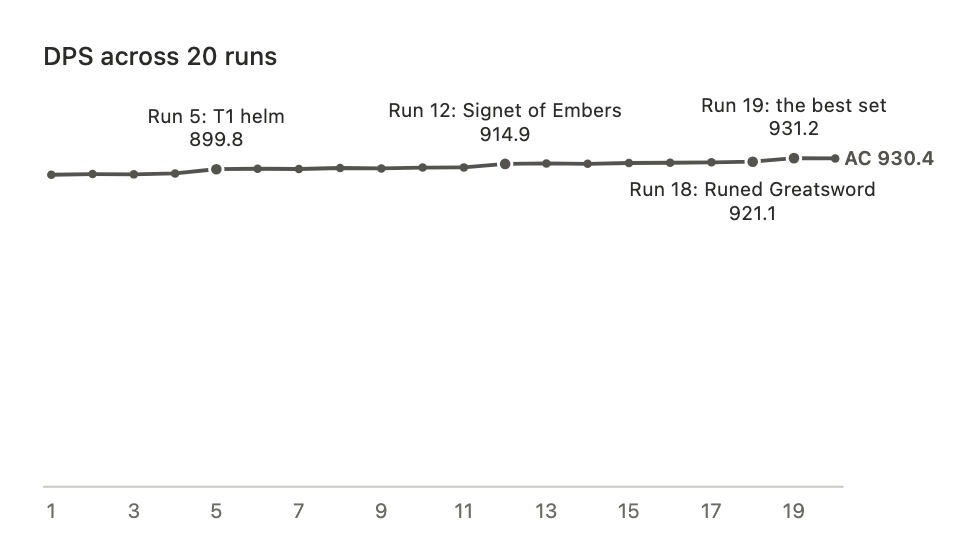 DPS across 20 runs
Run 5: T1 helm
899.8
Run 12: Signet of Embers
914.9
Run 19: the best set
931.2
AC 930.4
Run 18: Runed Greatsword
921.1
1 3 5 7 9 11 13 15 17 19